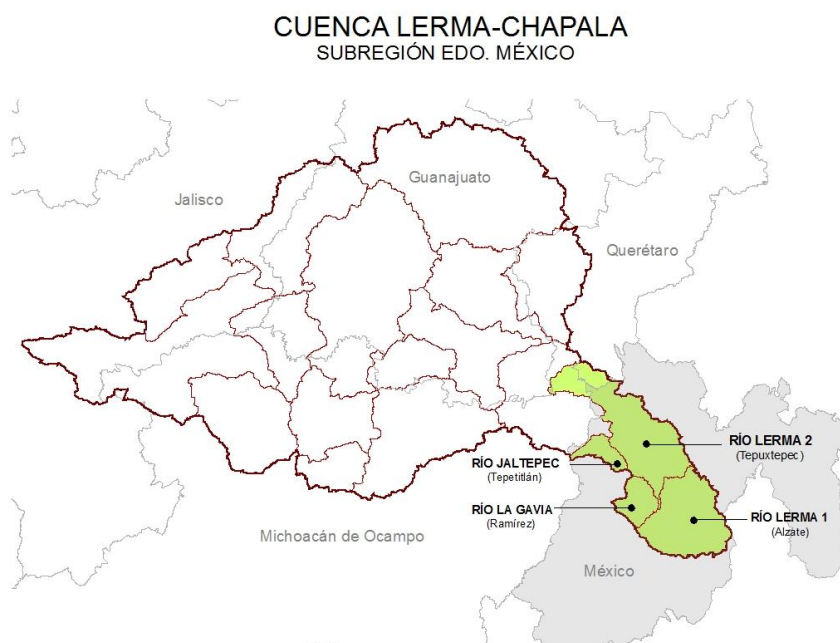 CUENCA LERMA-CHAPALA
SUBREGIÓN EDO. MÉXICO
Guanajuato
Jalisco
Querétaro
RÍO LERMA 2
(Tepuxtepec)
RÍO JALTEPEC
(Tepetitlán)
RÍO LA GAVIA
(Ramírez)
RÍO LERMA 1
(Alzate)
Michoacán de Ocampo
México